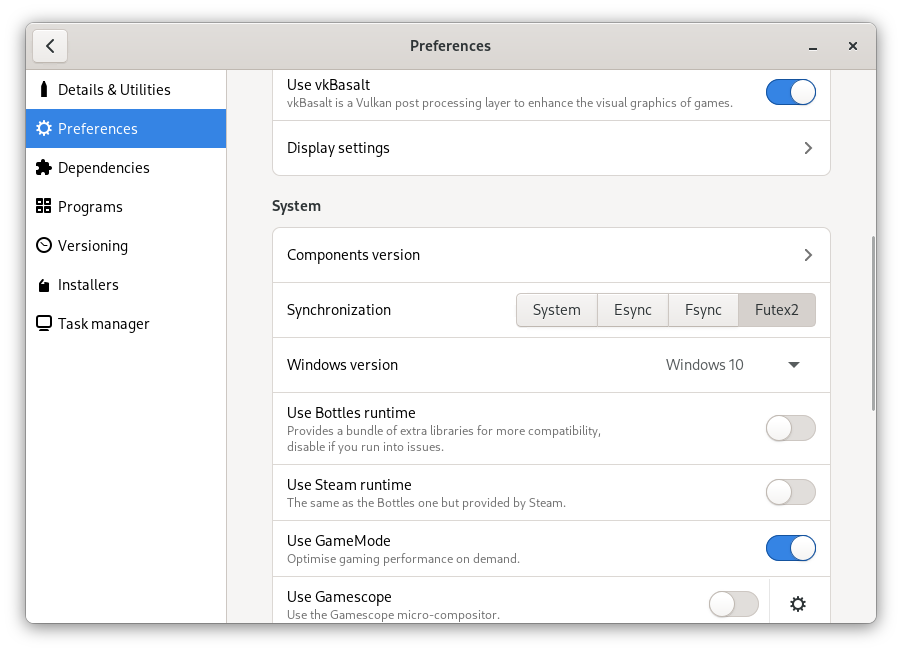 Preferences
Details & Utilities
Preferences
Dependencies
Programs
Versioning
Installers
Task manager
Use vkBasalt
vkBasalt is a Vulkan post processing layer to enhance the visual graphics of games.
Display settings
System
Components version
Synchronization
System Esync Fsync Futex2
Windows version
Windows 10
Use Bottles runtime
Provides a bundle of extra libraries for more compatibility,
disable if you run into issues.
Use Steam runtime
The same as the Bottles one but provided by Steam.
Use GameMode
Optimise gaming performance on demand.
Use Gamescope
Use the Gamescope micro-compositor.